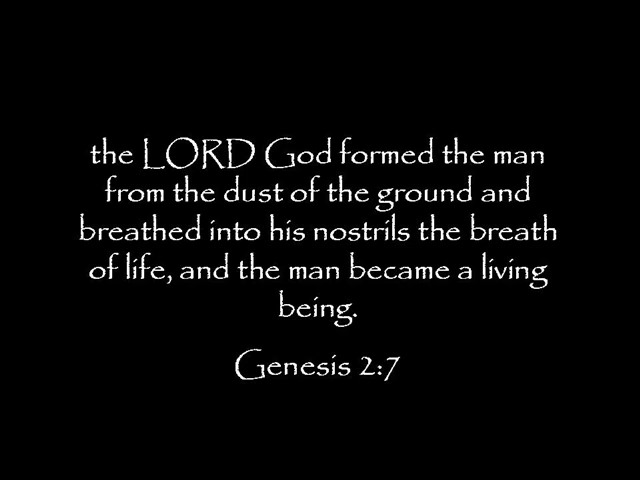 the LORD God formed the man
from the dust of the ground and
breathed into his nostrils the breath
of life, and the man became a living
being.
Genesis 2:7